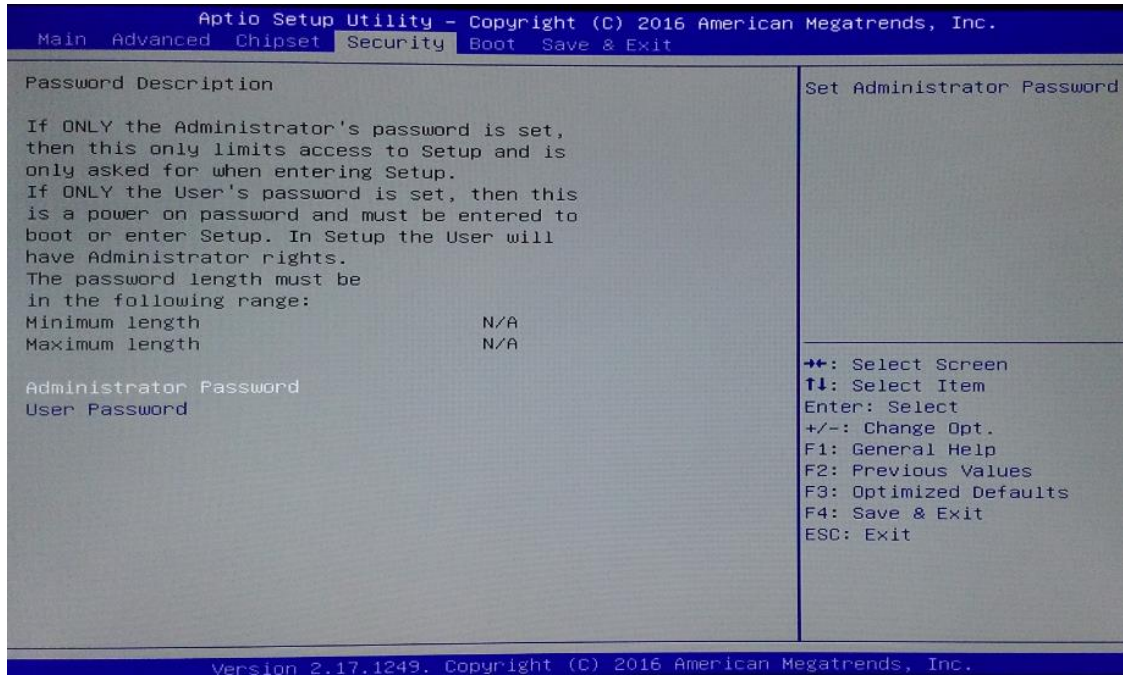 Aptio Setup Utility – Copyright (C) 2016 American Megatrends, Inc.
Main Advanced Chipset Security Boot Save & Exit
Password Description
If ONLY the Administrator's password is set,
then this only limits access to Setup and is
only asked for when entering Setup.
If ONLY the User's password is set, then this
is a power on password and must be entered to
boot or enter Setup. In Setup the User will
have Administrator rights.
The password length must be
in the following range:
Minimum length N/A
Maximum length N/A
Administrator Password
User Password
Set Administrator Password
→←: Select Screen
↑↓: Select Item
Enter: Select
+/-: Change Opt.
F1: General Help
F2: Previous Values
F3: Optimized Defaults
F4: Save & Exit
ESC: Exit
Version 2.17.1249. Copyright (C) 2016 American Megatrends, Inc.